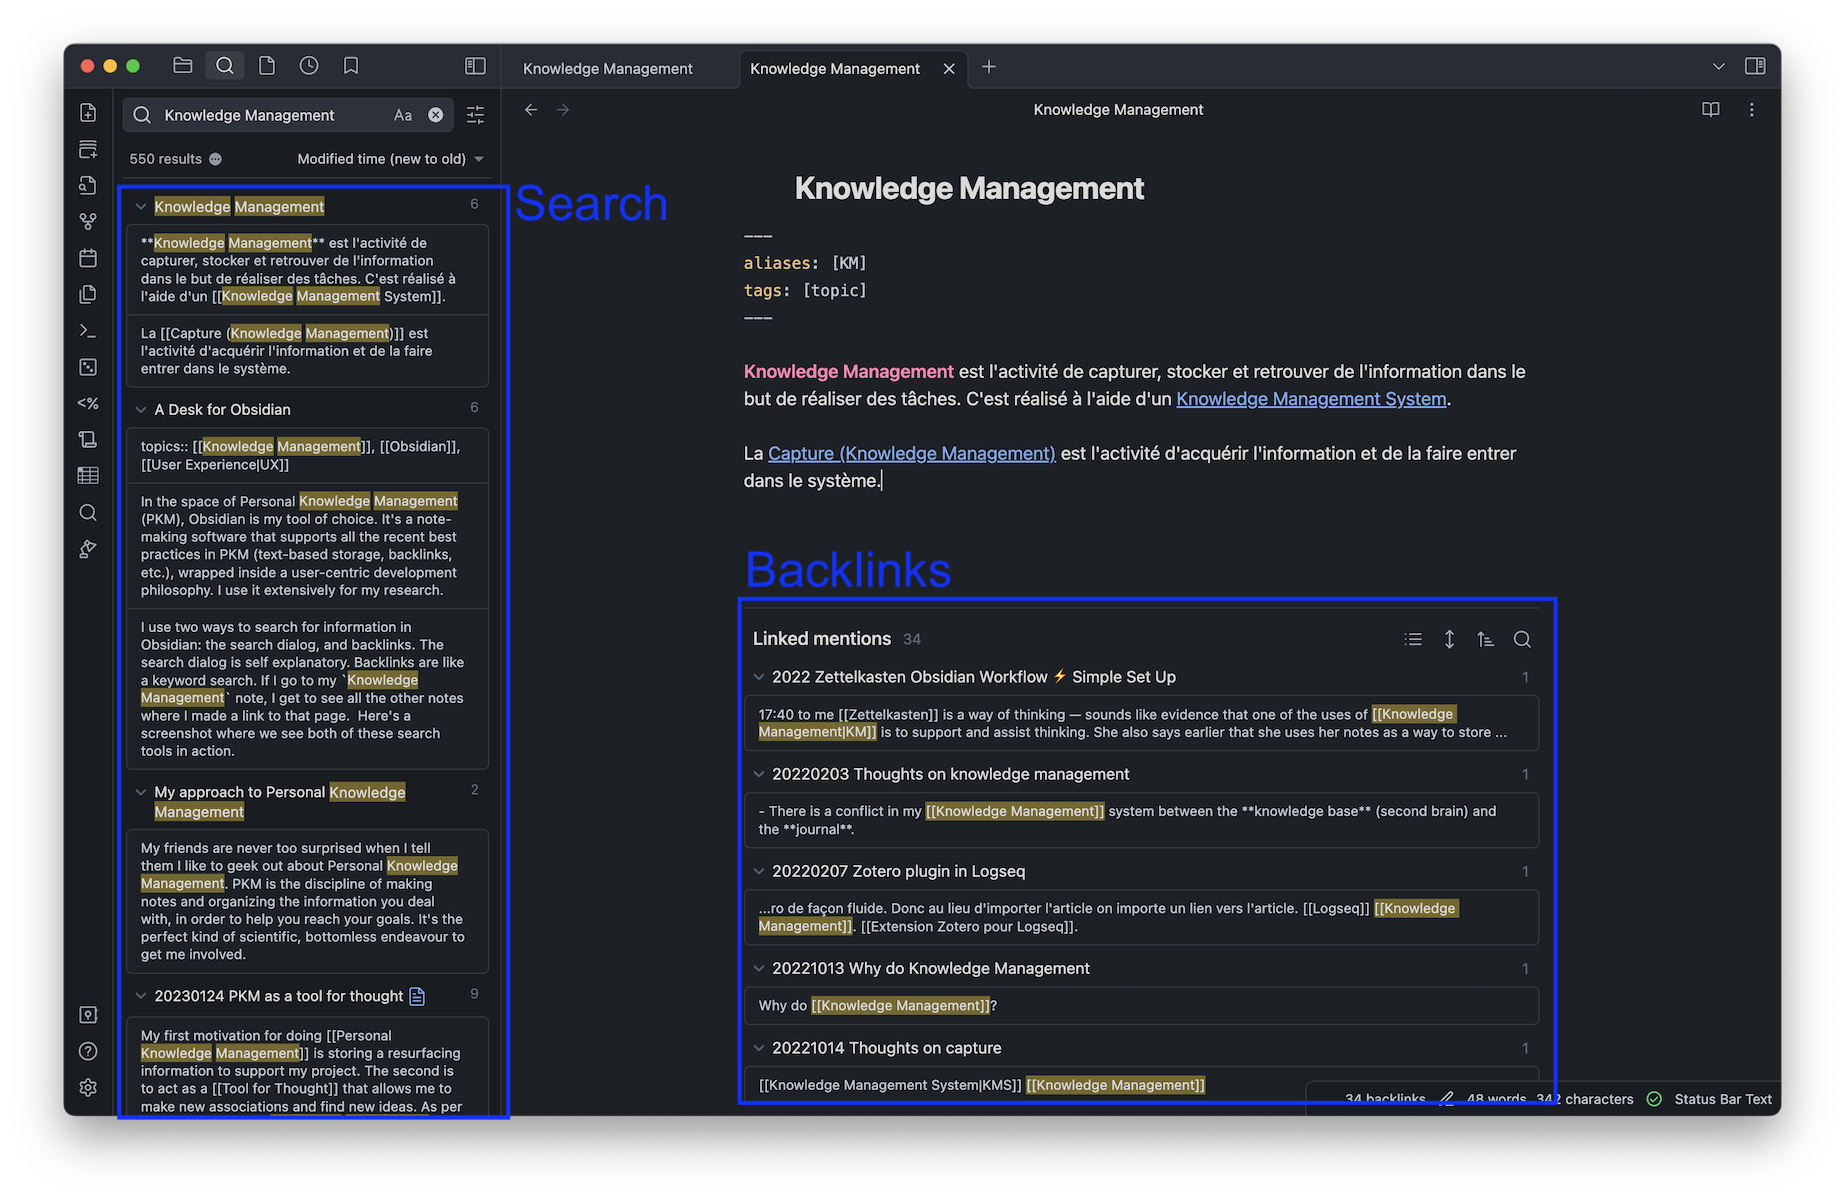 Knowledge Management
Knowledge Management
Knowledge Management
Aa
550 results
Modified time (new to old)
Knowledge Management
6
**Knowledge Management** est l'activité de
capturer, stocker et retrouver de l'information
dans le but de réaliser des tâches. C'est réalisé à
l'aide d'un [[Knowledge Management System]].
La [[Capture (Knowledge Management)]] est
l'activité d'acquérir l'information et de la faire
entrer dans le système.
A Desk for Obsidian
6
topics:: [[Knowledge Management]], [[Obsidian]],
[[User Experience|UX]]
In the space of Personal Knowledge Management
(PKM), Obsidian is my tool of choice. It's a note-
making software that supports all the recent best
practices in PKM (text-based storage, backlinks,
etc.), wrapped inside a user-centric development
philosophy. I use it extensively for my research.
I use two ways to search for information in
Obsidian: the search dialog, and backlinks. The
search dialog is self explanatory. Backlinks are like
a keyword search. If I go to my `Knowledge
Management` note, I get to see all the other notes
where I made a link to that page.  Here's a
screenshot where we see both of these search
tools in action.
My approach to Personal Knowledge
Management
2
My friends are never too surprised when I tell
them I like to geek out about Personal Knowledge
Management. PKM is the discipline of making
notes and organizing the information you deal
with, in order to help you reach your goals. It's the
perfect kind of scientific, bottomless endeavour to
get me involved.
20230124 PKM as a tool for thought
9
My first motivation for doing [[Personal
Knowledge Management]] is storing a resurfacing
information to support my project. The second is
to act as a [[Tool for Thought]] that allows me to
make new associations and find new ideas. As per
Search
Knowledge Management
Knowledge Management
---
aliases: [KM]
tags: [topic]
---
Knowledge Management est l'activité de capturer, stocker et retrouver de l'information dans le
but de réaliser des tâches. C'est réalisé à l'aide d'un Knowledge Management System.
La Capture (Knowledge Management) est l'activité d'acquérir l'information et de la faire entrer
dans le système.
Backlinks
Linked mentions 34
2022 Zettelkasten Obsidian Workflow ⚡ Simple Set Up
1
17:40 to me [[Zettelkasten]] is a way of thinking — sounds like evidence that one of the uses of [[Knowledge
Management|KM]] is to support and assist thinking. She also says earlier that she uses her notes as a way to store ...
20220203 Thoughts on knowledge management
1
- There is a conflict in my [[Knowledge Management]] system between the **knowledge base** (second brain) and
the **journal**.
20220207 Zotero plugin in Logseq
1
...ro de façon fluide. Donc au lieu d'importer l'article on importe un lien vers l'article. [[Logseq]] [[Knowledge
Management]]. [[Extension Zotero pour Logseq]].
20221013 Why do Knowledge Management
1
Why do [[Knowledge Management]]?
20221014 Thoughts on capture
1
[[Knowledge Management System|KMS]] [[Knowledge Management]]
34 backlinks
48 words 342 characters
Status Bar Text